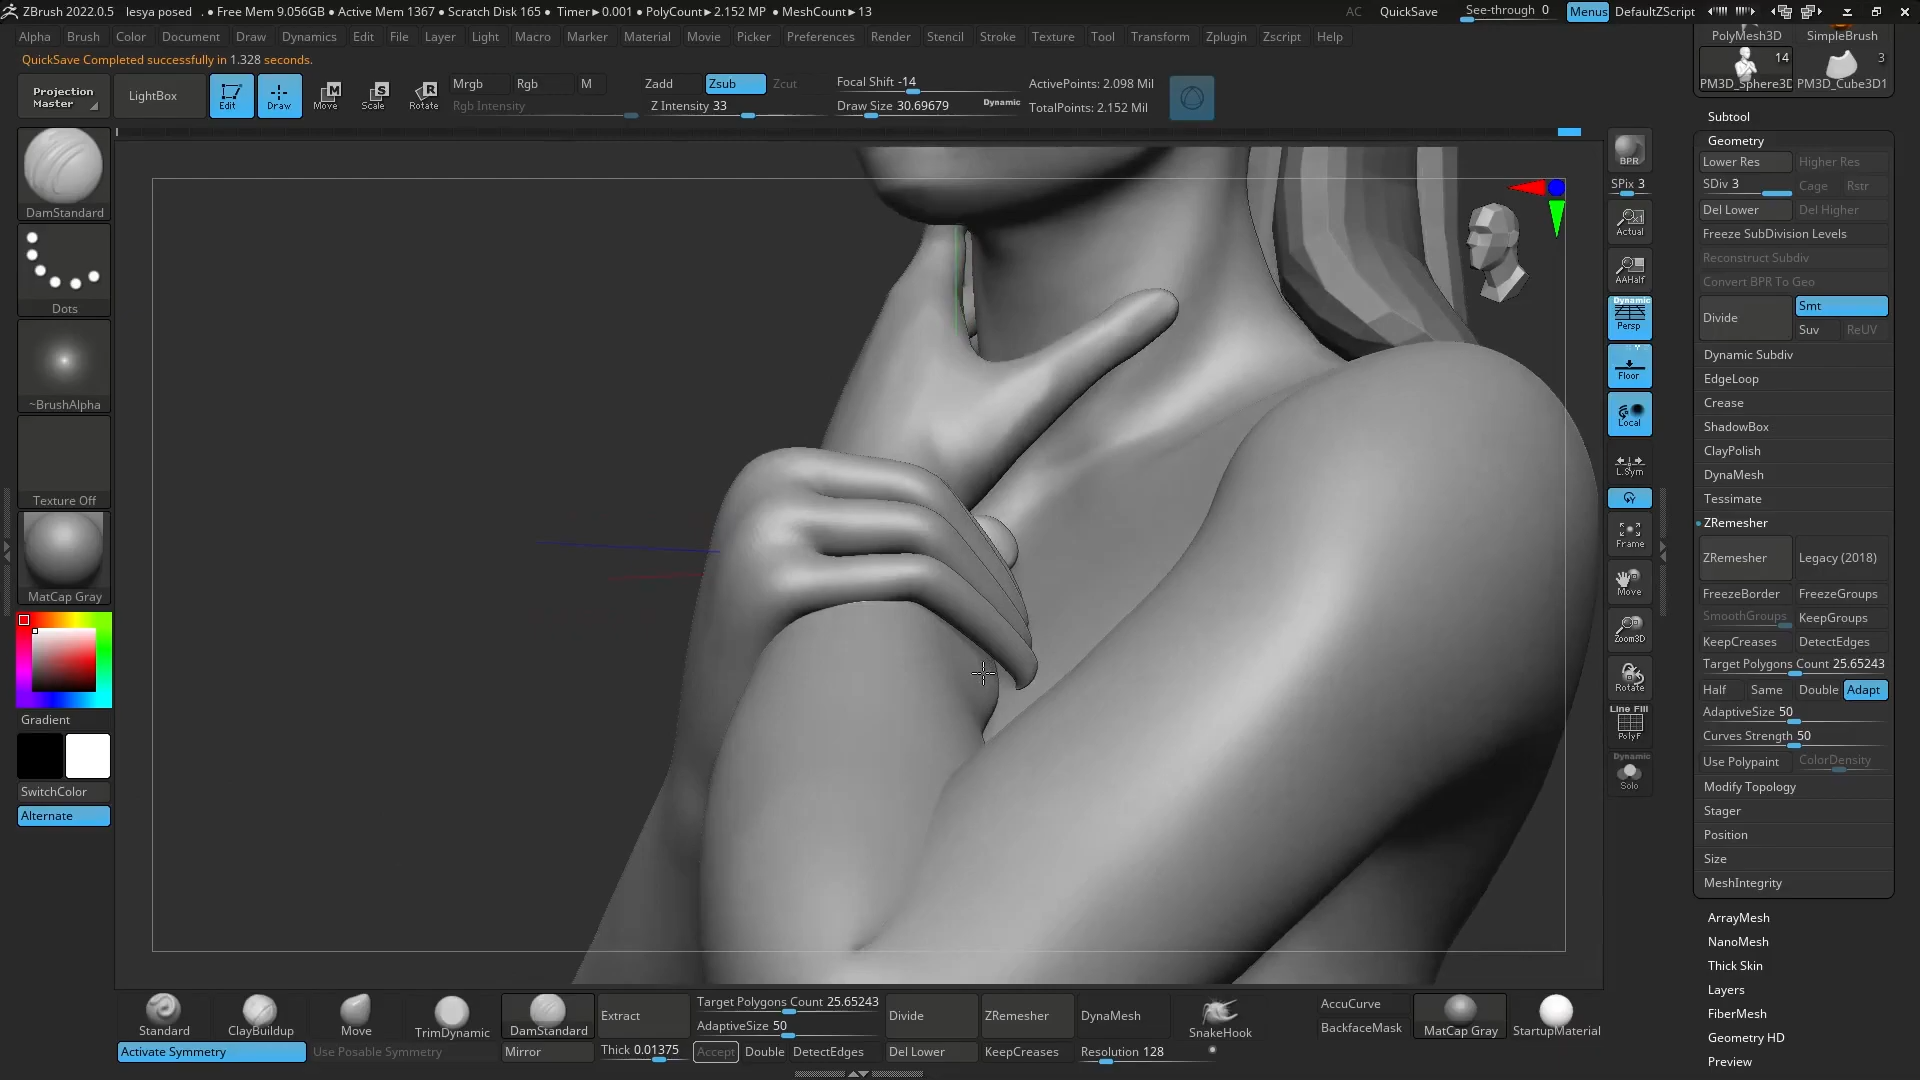 ZBrush 2022.0.5 lesya posed . • Free Mem 9.056GB • Active Mem 1367 • Scratch Disk 165 • Timer►0.001 • PolyCount►2.152 MP • MeshCount►13
AC QuickSave See-through 0 Menus DefaultZScript
Alpha Brush Color Document Draw Dynamics Edit File Layer Light Macro Marker Material Movie Picker Preferences Render Stencil Stroke Texture Tool Transform Zplugin Zscript Help
QuickSave Completed successfully in 1.328 seconds.
Projection Master
LightBox
Edit
Draw
Move
Scale
Rotate
Mrgb Rgb M
Rgb Intensity
Zadd Zsub Zcut
Z Intensity 33
Focal Shift -14
Draw Size 30.69679 Dynamic
ActivePoints: 2.098 Mil
TotalPoints: 2.152 Mil
DamStandard
Dots
~BrushAlpha
Texture Off
MatCap Gray
Gradient
SwitchColor
Alternate
BPR
SPix 3
Actual
AAHalf
Dynamic
Persp
Floor
Local
L.Sym
Frame
Move
Zoom3D
Rotate
Line Fill
PolyF
Dynamic
Solo
PolyMesh3D SimpleBrush
14 3
PM3D_Sphere3D PM3D_Cube3D1
Subtool
Geometry
Lower Res Higher Res
SDiv 3 Cage Rstr
Del Lower Del Higher
Freeze SubDivision Levels
Reconstruct Subdiv
Convert BPR To Geo
Divide Smt
Suv ReUV
Dynamic Subdiv
EdgeLoop
Crease
ShadowBox
ClayPolish
DynaMesh
Tessimate
ZRemesher
ZRemesher Legacy (2018)
FreezeBorder FreezeGroups
SmoothGroups KeepGroups
KeepCreases DetectEdges
Target Polygons Count 25.65243
Half Same Double Adapt
AdaptiveSize 50
Curves Strength 50
Use Polypaint ColorDensity
Modify Topology
Stager
Position
Size
MeshIntegrity
ArrayMesh
NanoMesh
Thick Skin
Layers
FiberMesh
Geometry HD
Preview
Standard ClayBuildup Move TrimDynamic DamStandard
Extract
Target Polygons Count 25.65243
AdaptiveSize 50
Divide ZRemesher DynaMesh SnakeHook
AccuCurve
BackfaceMask
MatCap Gray StartupMaterial
Activate Symmetry Use Posable Symmetry Mirror Thick 0.01375 Accept Double DetectEdges Del Lower KeepCreases Resolution 128